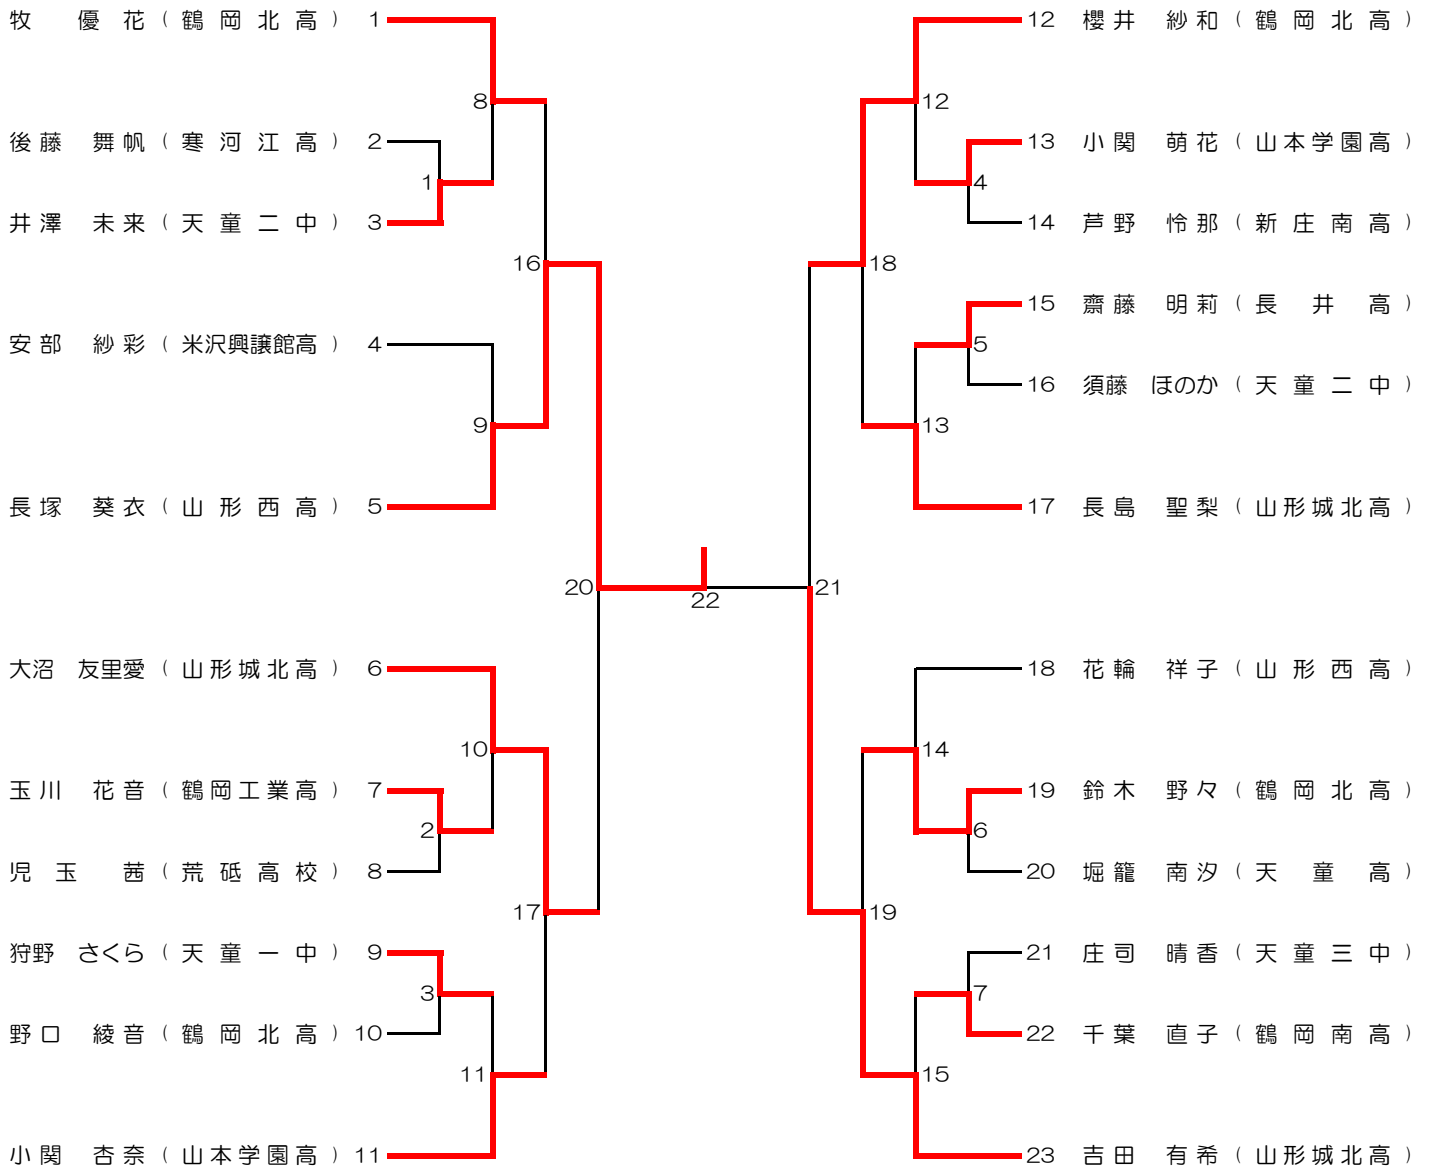 牧 優花 ( 鶴岡北高 ) 1
8
後藤 舞帆 ( 寒河江高 ) 2
1
井澤 未来 ( 天童二中 ) 3
16
安部 紗彩 ( 米沢興譲館高 ) 4
9
長塚 葵衣 ( 山形西高 ) 5
20
大沼 友里愛 ( 山形城北高 ) 6
10
玉川 花音 ( 鶴岡工業高 ) 7
2
児玉 茜 ( 荒砥高校 ) 8
17
狩野 さくら ( 天童一中 ) 9
3
野口 綾音 ( 鶴岡北高 ) 10
11
小関 杏奈 ( 山本学園高 ) 11
22
12 櫻井 紗和 ( 鶴岡北高 )
12
13 小関 萌花 ( 山本学園高 )
4
14 芦野 怜那 ( 新庄南高 )
18
15 齋藤 明莉 ( 長井高 )
5
16 須藤 ほのか ( 天童二中 )
13
17 長島 聖梨 ( 山形城北高 )
21
18 花輪 祥子 ( 山形西高 )
14
19 鈴木 野々 ( 鶴岡北高 )
6
20 堀籠 南汐 ( 天童高 )
19
21 庄司 晴香 ( 天童三中 )
7
22 千葉 直子 ( 鶴岡南高 )
15
23 吉田 有希 ( 山形城北高 )